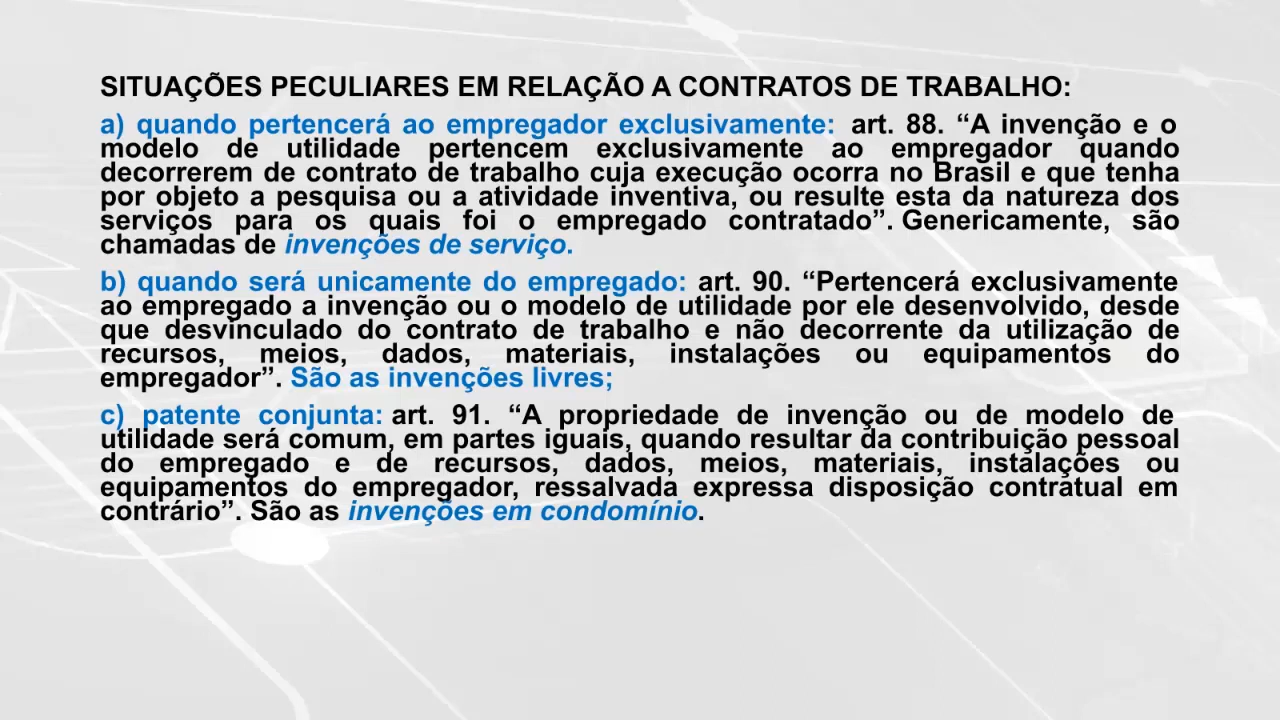 SITUAÇÕES PECULIARES EM RELAÇÃO A CONTRATOS DE TRABALHO:
a) quando pertencerá ao empregador exclusivamente: art. 88. “A invenção e o
modelo de utilidade pertencem exclusivamente ao empregador quando
decorrerem de contrato de trabalho cuja execução ocorra no Brasil e que tenha
por objeto a pesquisa ou a atividade inventiva, ou resulte esta da natureza dos
serviços para os quais foi o empregado contratado”. Genericamente, são
chamadas de invenções de serviço.
b) quando será unicamente do empregado: art. 90. “Pertencerá exclusivamente
ao empregado a invenção ou o modelo de utilidade por ele desenvolvido, desde
que desvinculado do contrato de trabalho e não decorrente da utilização de
recursos, meios, dados, materiais, instalações ou equipamentos do
empregador”. São as invenções livres;
c) patente conjunta: art. 91. “A propriedade de invenção ou de modelo de
utilidade será comum, em partes iguais, quando resultar da contribuição pessoal
do empregado e de recursos, dados, meios, materiais, instalações ou
equipamentos do empregador, ressalvada expressa disposição contratual em
contrário”. São as invenções em condomínio.